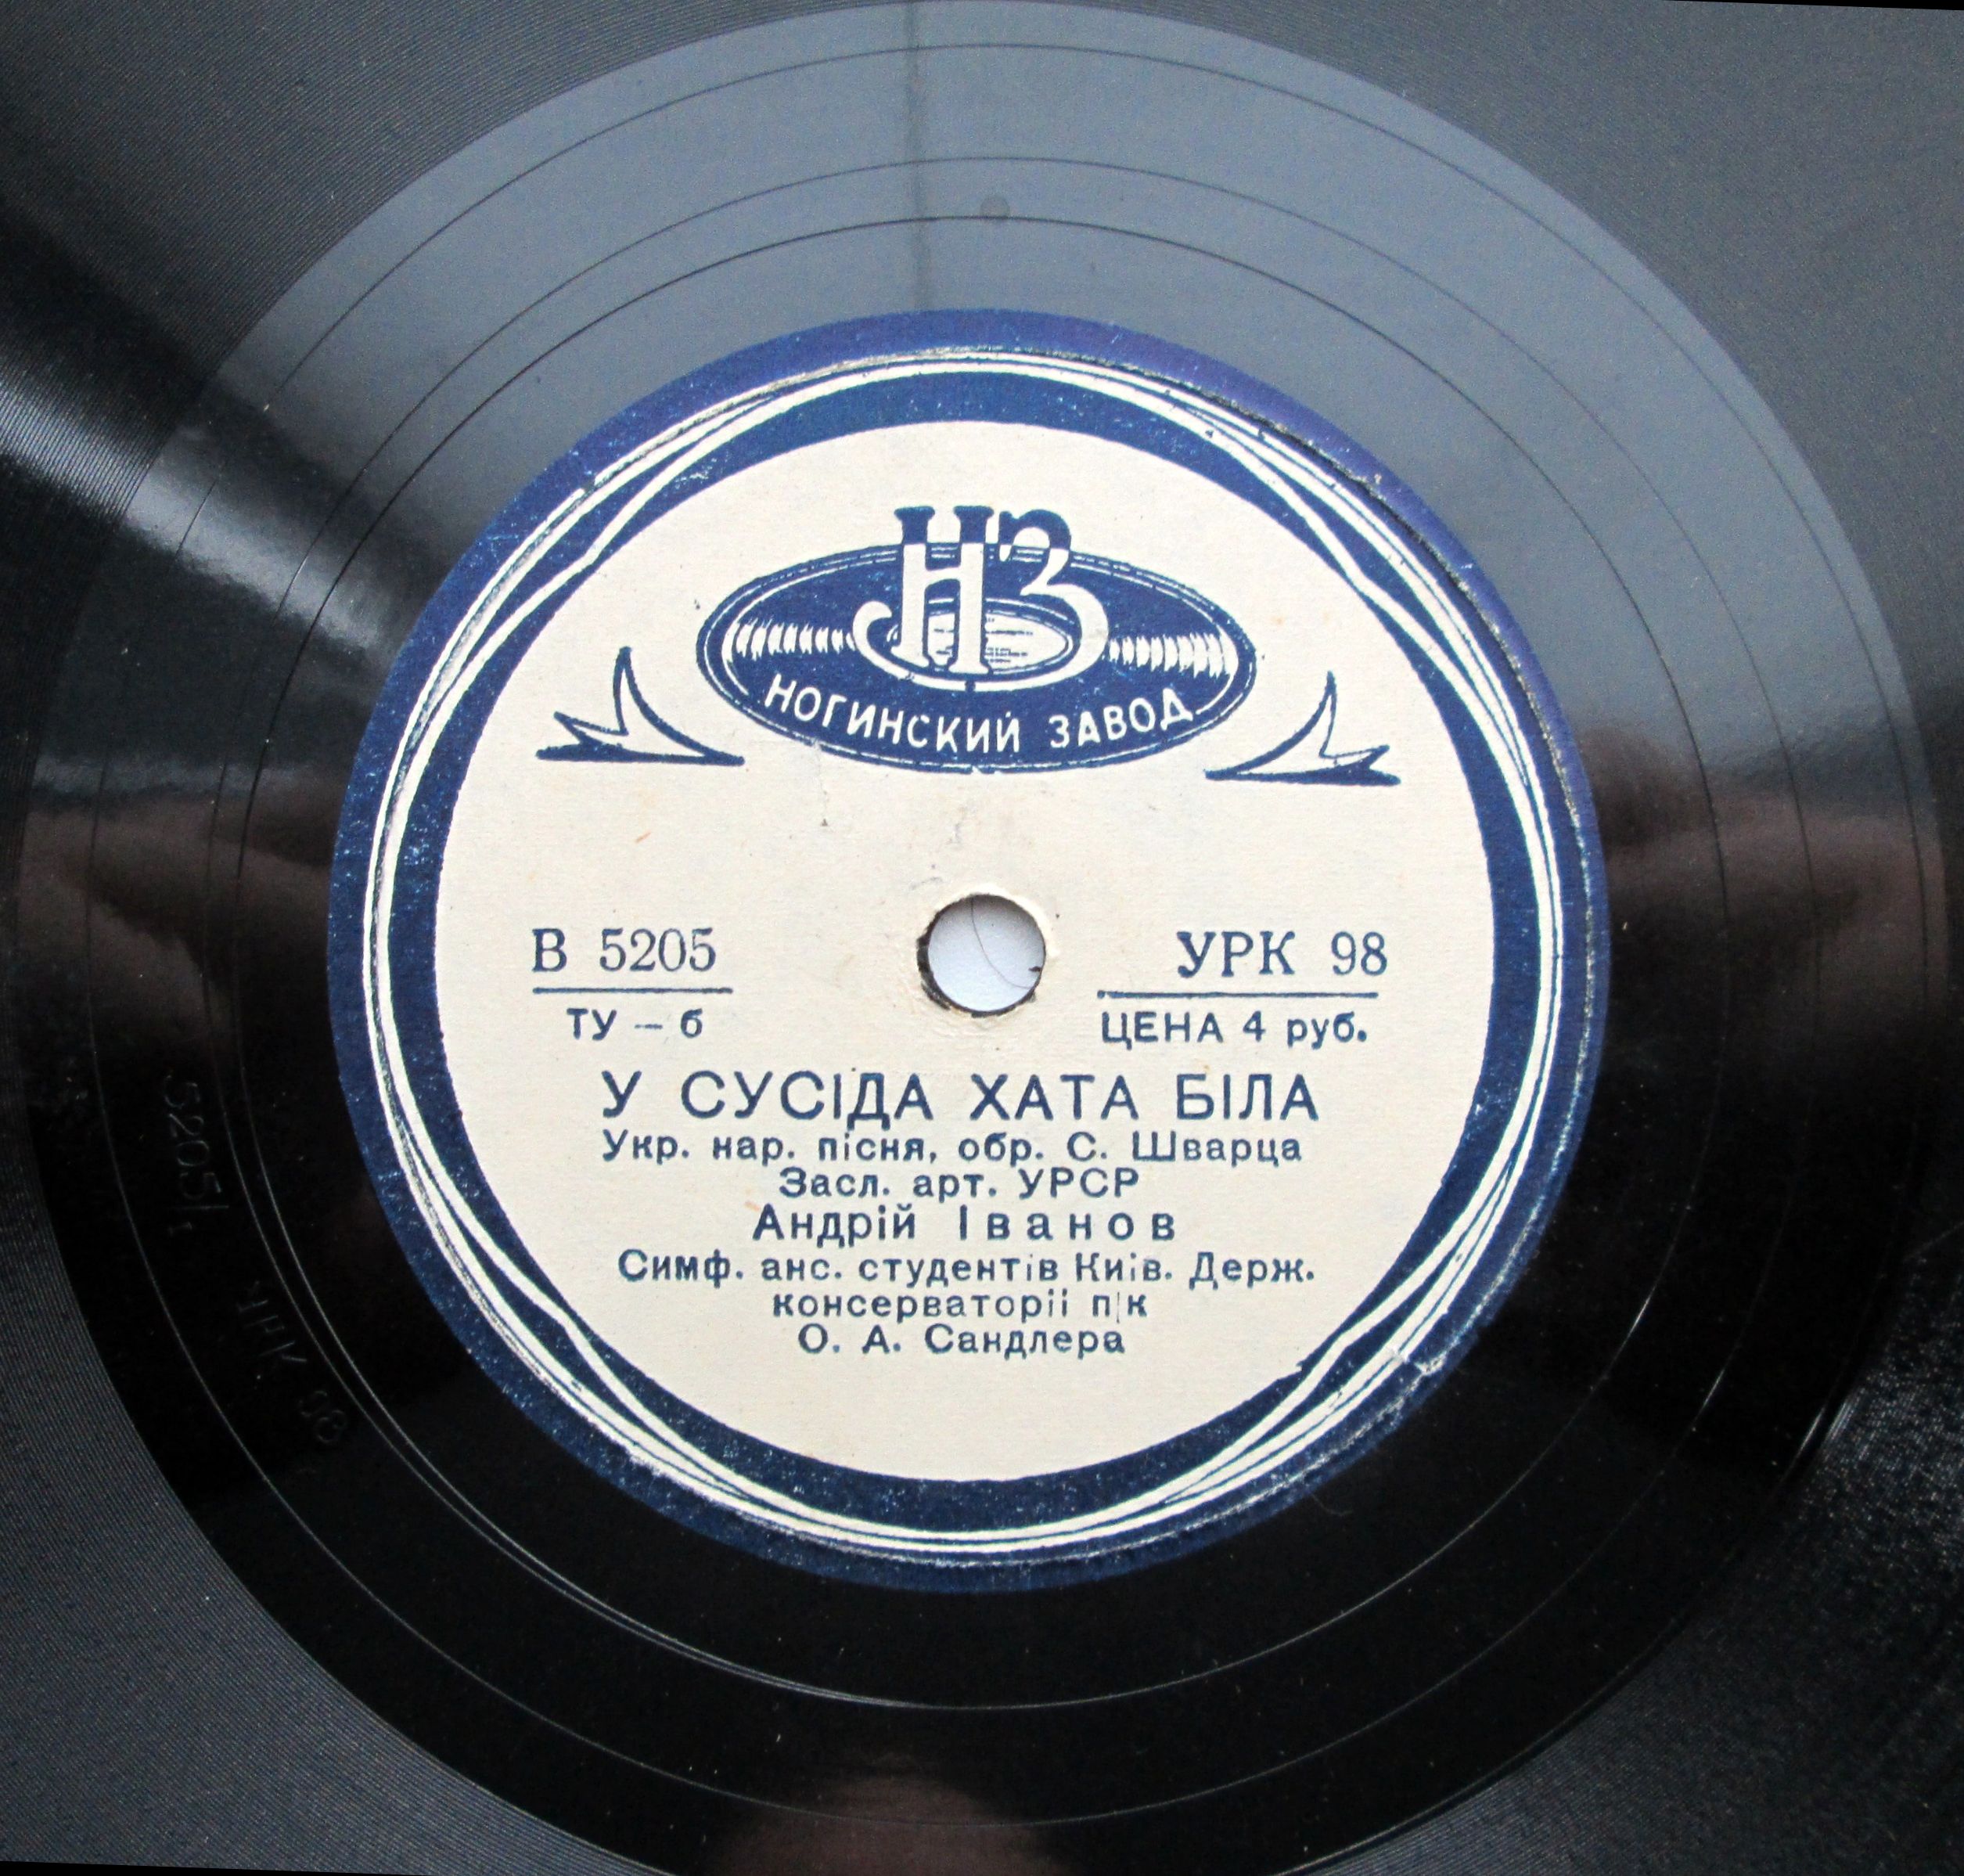 НЗ
НОГИНСКИЙ ЗАВОД
В 5205
УРК 98
ТУ — б
ЦЕНА 4 руб.
У СУСІДА ХАТА БІЛА
Укр. нар. пісня, обр. С. Шварца
Засл. арт. УРСР
Андрій Іванов
Симф. анс. студентів Київ. Держ.
консерваторії п/к
О. А. Сандлера